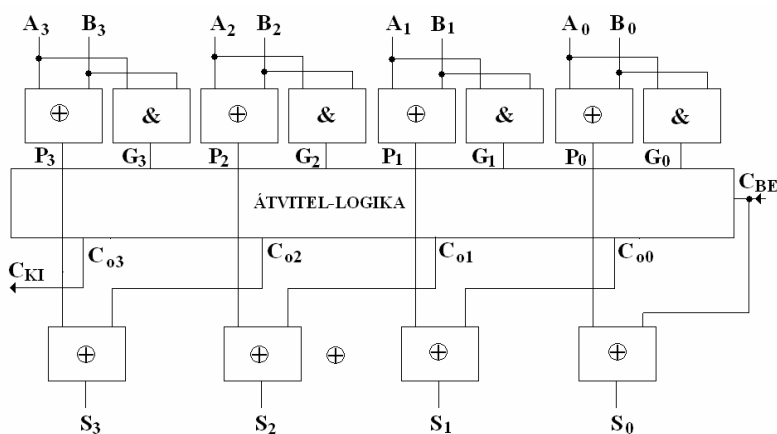 A3 B3 A2 B2 A1 B1 A0 B0
& & & &
P3 G3 P2 G2 P1 G1 P0 G0
CBE
ÁTVITEL-LOGIKA
Co3 Co2 Co1 Co0
CKI
S3 S2 S1 S0